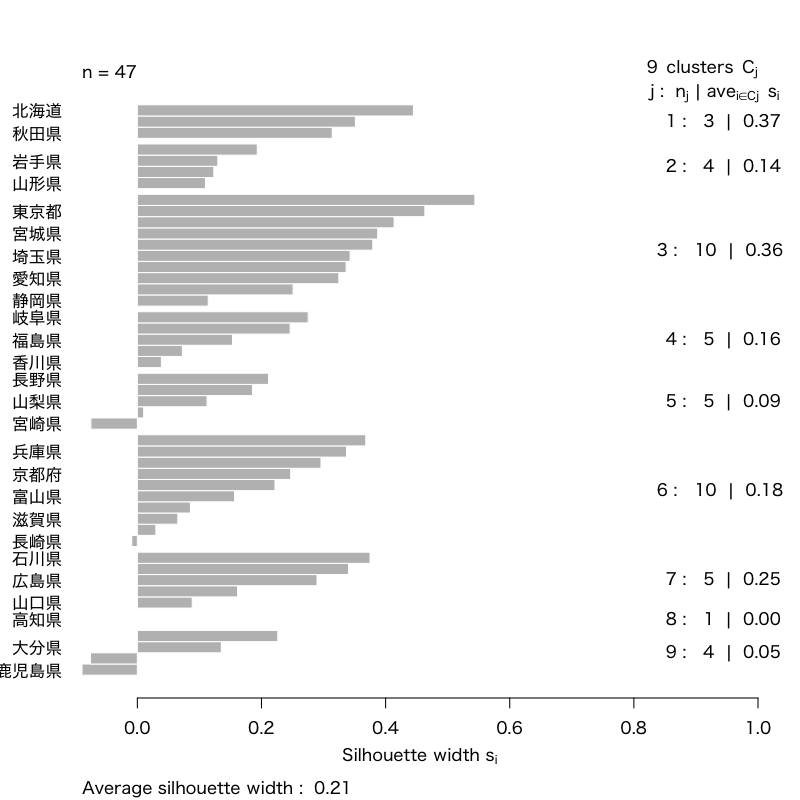 n = 47
9 clusters Cj
j : nj | avei∈Cj si
北海道
1 : 3 | 0.37
秋田県
岩手県
2 : 4 | 0.14
山形県
東京都
宮城県
3 : 10 | 0.36
埼玉県
愛知県
静岡県
岐阜県
福島県
4 : 5 | 0.16
香川県
長野県
山梨県
5 : 5 | 0.09
宮崎県
兵庫県
京都府
6 : 10 | 0.18
富山県
滋賀県
長崎県
石川県
広島県
7 : 5 | 0.25
山口県
高知県
8 : 1 | 0.00
大分県
9 : 4 | 0.05
鹿児島県
0.0 0.2 0.4 0.6 0.8 1.0
Silhouette width si
Average silhouette width : 0.21